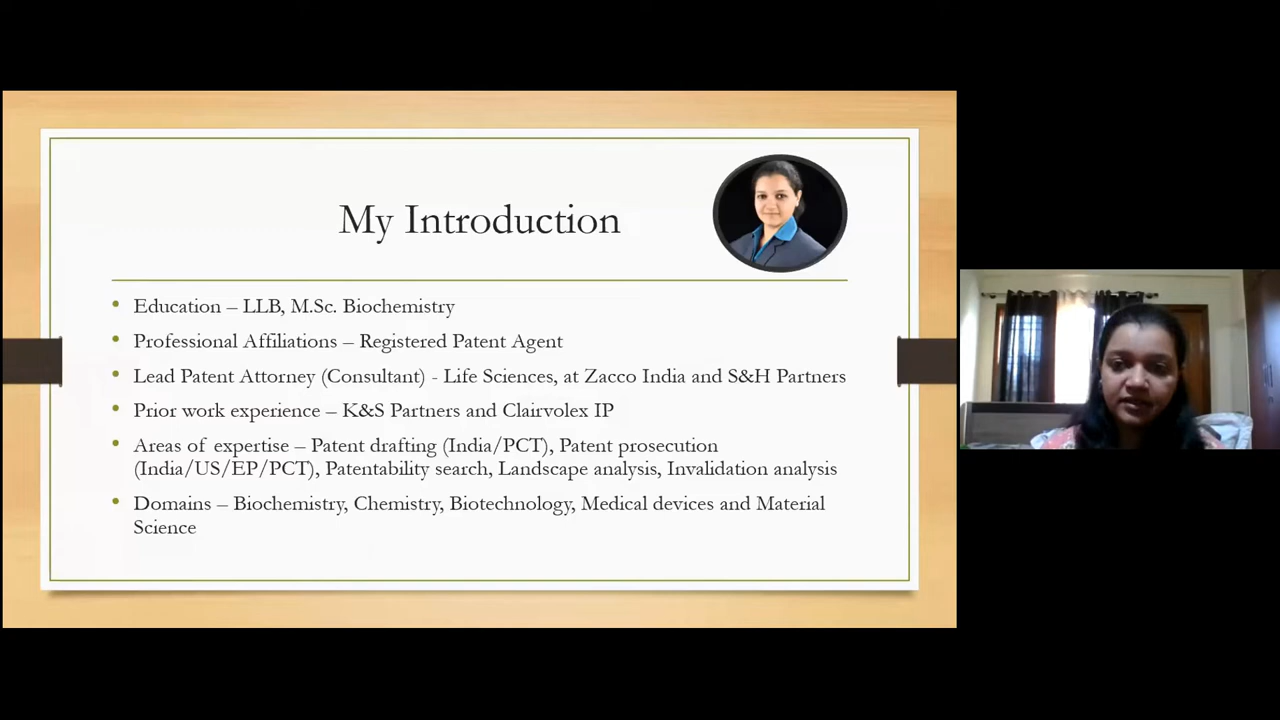 My Introduction
• Education – LLB, M.Sc. Biochemistry
• Professional Affiliations – Registered Patent Agent
• Lead Patent Attorney (Consultant) - Life Sciences, at Zacco India and S&H Partners
• Prior work experience – K&S Partners and Clairvolex IP
• Areas of expertise – Patent drafting (India/PCT), Patent prosecution
(India/US/EP/PCT), Patentability search, Landscape analysis, Invalidation analysis
• Domains – Biochemistry, Chemistry, Biotechnology, Medical devices and Material
Science